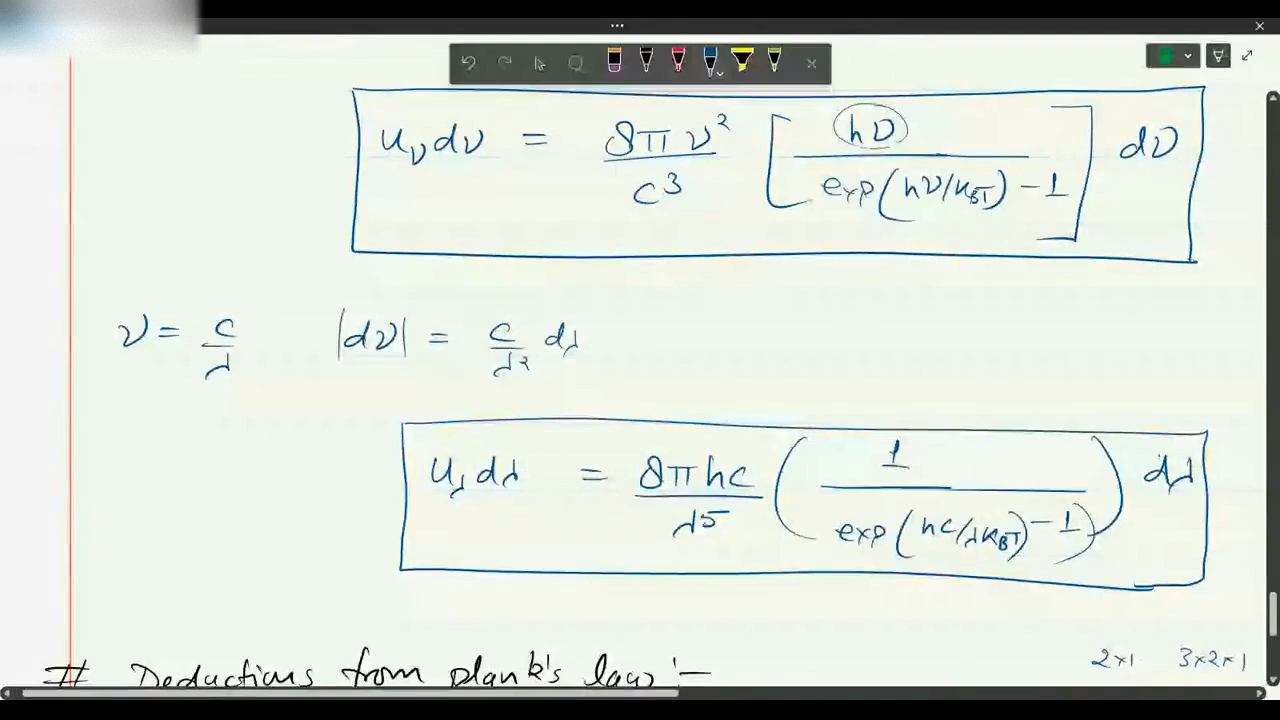 u_ν dν = 8πν²/c³ [ hν / exp(hν/k_BT) - 1 ] dν
ν = c/λ |dν| = c/λ² dλ
u_λ dλ = 8πhc/λ⁵ ( 1 / exp(hc/λk_BT) - 1 ) dλ
2×1 3×2×1
# Deductions from plank's law :-